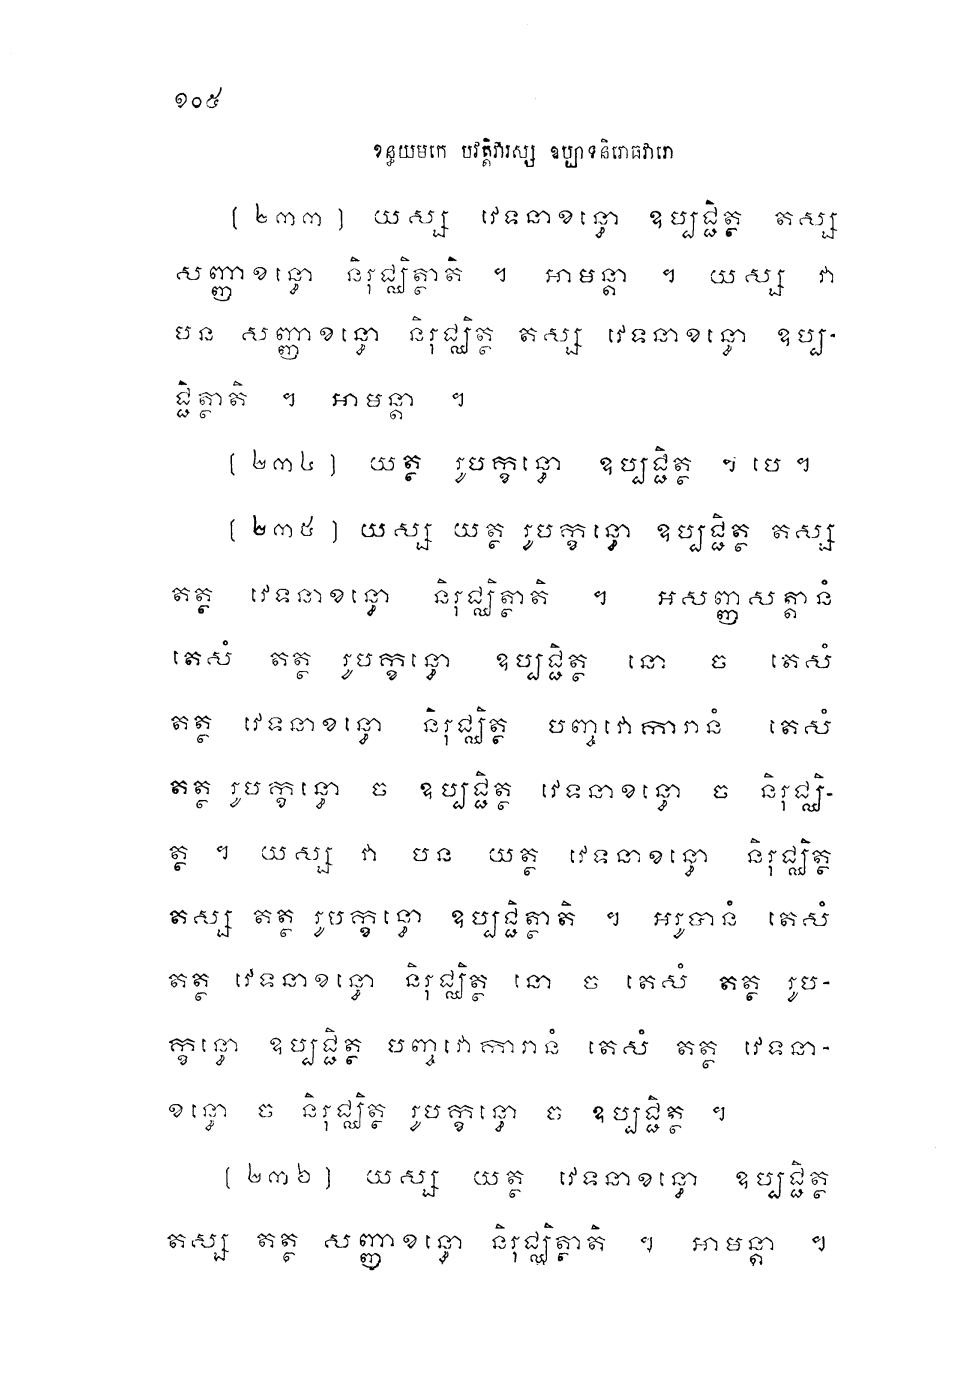 ១០៥
ខន្ធយមកេ បវត្តិវារស្ស ឧប្បាទនិរោធវារោ
(២៣៣) យស្ស វេទនាខន្ធោ ឧប្បជ្ជិត្ថ តស្ស
សញ្ញាខន្ធោ និរុជ្ឈិត្ថាតិ ។ អាមន្តា ។ យស្ស វា
បន សញ្ញាខន្ធោ និរុជ្ឈិត្ថ តស្ស វេទនាខន្ធោ ឧប្ប-
ជ្ជិត្ថាតិ ។ អាមន្តា ។
(២៣៤) យត្ថ រូបក្ខន្ធោ ឧប្បជ្ជិត្ថ ។ បេ ។
(២៣៥) យស្ស យត្ថ រូបក្ខន្ធោ ឧប្បជ្ជិត្ថ តស្ស
តត្ថ វេទនាខន្ធោ និរុជ្ឈិត្ថាតិ ។ អសញ្ញសត្តានំ
តេសំ តត្ថ រូបក្ខន្ធោ ឧប្បជ្ជិត្ថ នោ ច តេសំ
តត្ថ វេទនាខន្ធោ និរុជ្ឈិត្ថ បញ្ចវោការានំ តេសំ
តត្ថ រូបក្ខន្ធោ ច ឧប្បជ្ជិត្ថ វេទនាខន្ធោ ច និរុជ្ឈិ-
ត្ថ ។ យស្ស វា បន យត្ថ វេទនាខន្ធោ និរុជ្ឈិត្ថ
តស្ស តត្ថ រូបក្ខន្ធោ ឧប្បជ្ជិត្ថាតិ ។ អរូបានំ តេសំ
តត្ថ វេទនាខន្ធោ និរុជ្ឈិត្ថ នោ ច តេសំ តត្ថ រូប-
ក្ខន្ធោ ឧប្បជ្ជិត្ថ បញ្ចវោការានំ តេសំ តត្ថ វេទនា-
ខន្ធោ ច និរុជ្ឈិត្ថ រូបក្ខន្ធោ ច ឧប្បជ្ជិត្ថ ។
(២៣៦) យស្ស យត្ថ វេទនាខន្ធោ ឧប្បជ្ជិត្ថ
តស្ស តត្ថ សញ្ញាខន្ធោ និរុជ្ឈិត្ថាតិ ។ អាមន្តា ។